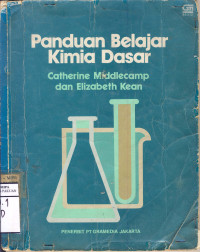 Panduan Belajar
Kimia Dasar
Catherine Middlecamp
dan Elizabeth Kean
PENERBIT PT GRAMEDIA JAKARTA